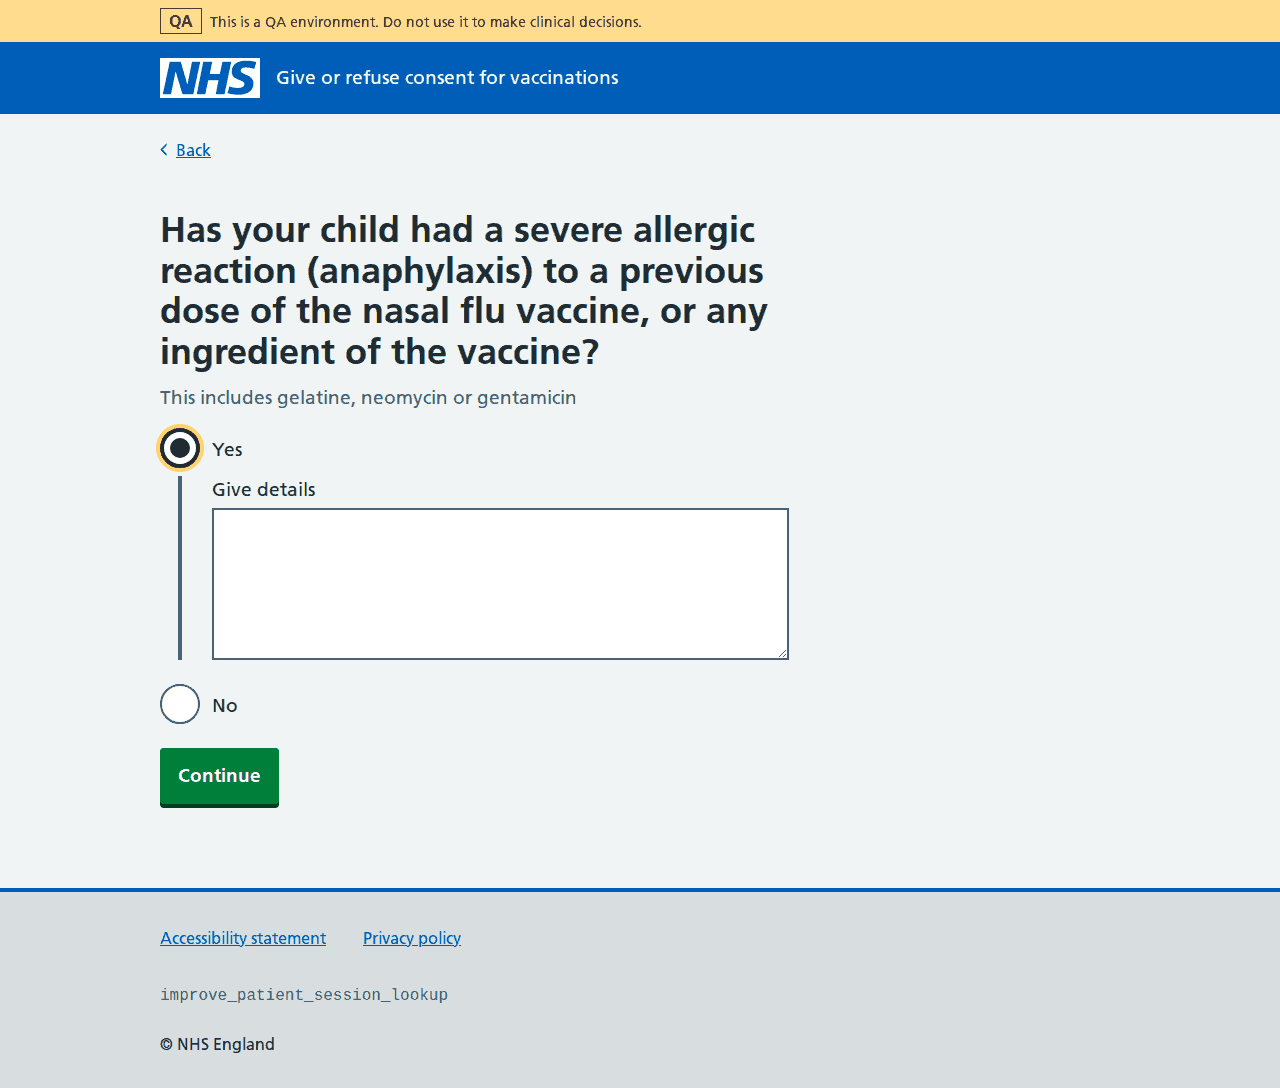 QA This is a QA environment. Do not use it to make clinical decisions.
NHS Give or refuse consent for vaccinations
Back
Has your child had a severe allergic
reaction (anaphylaxis) to a previous
dose of the nasal flu vaccine, or any
ingredient of the vaccine?
This includes gelatine, neomycin or gentamicin
Yes
Give details
No
Continue
Accessibility statement Privacy policy
improve_patient_session_lookup
© NHS England